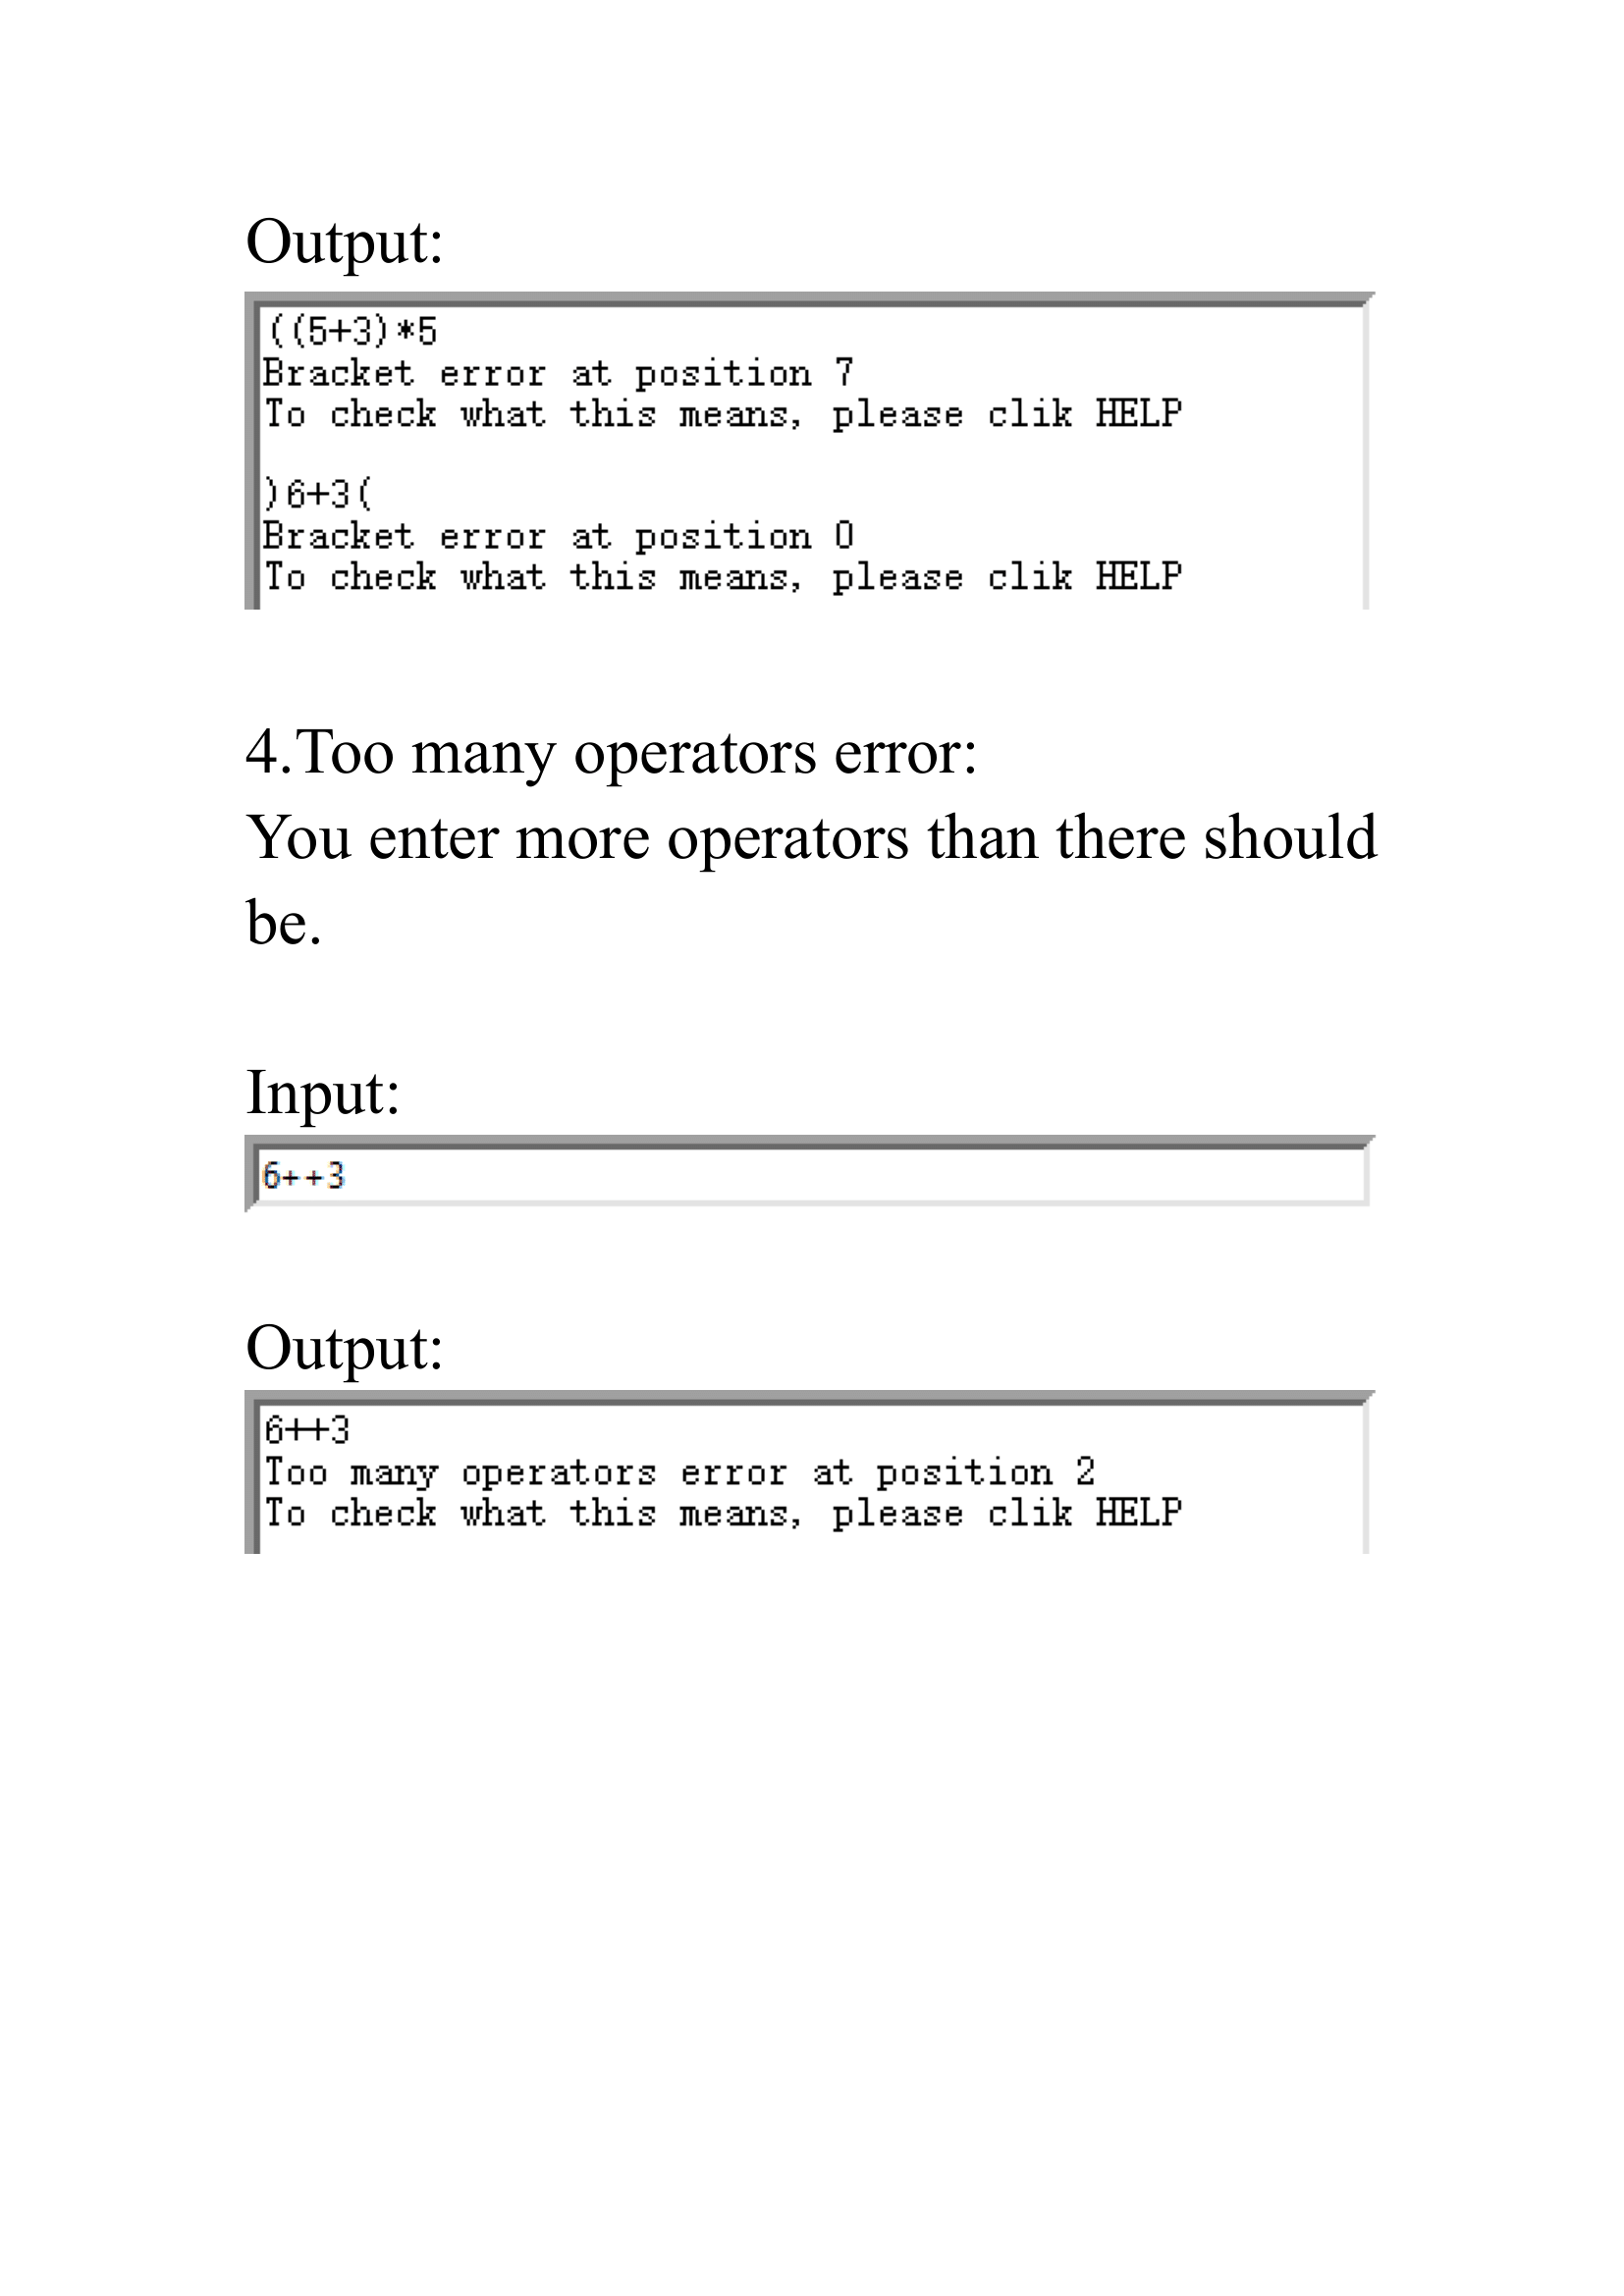 Output:
((5+3)*5
Bracket error at position 7
To check what this means, please clik HELP
)6+3(
Bracket error at position 0
To check what this means, please clik HELP
4.Too many operators error:
You enter more operators than there should
be.
Input:
6++3
Output:
6++3
Too many operators error at position 2
To check what this means, please clik HELP